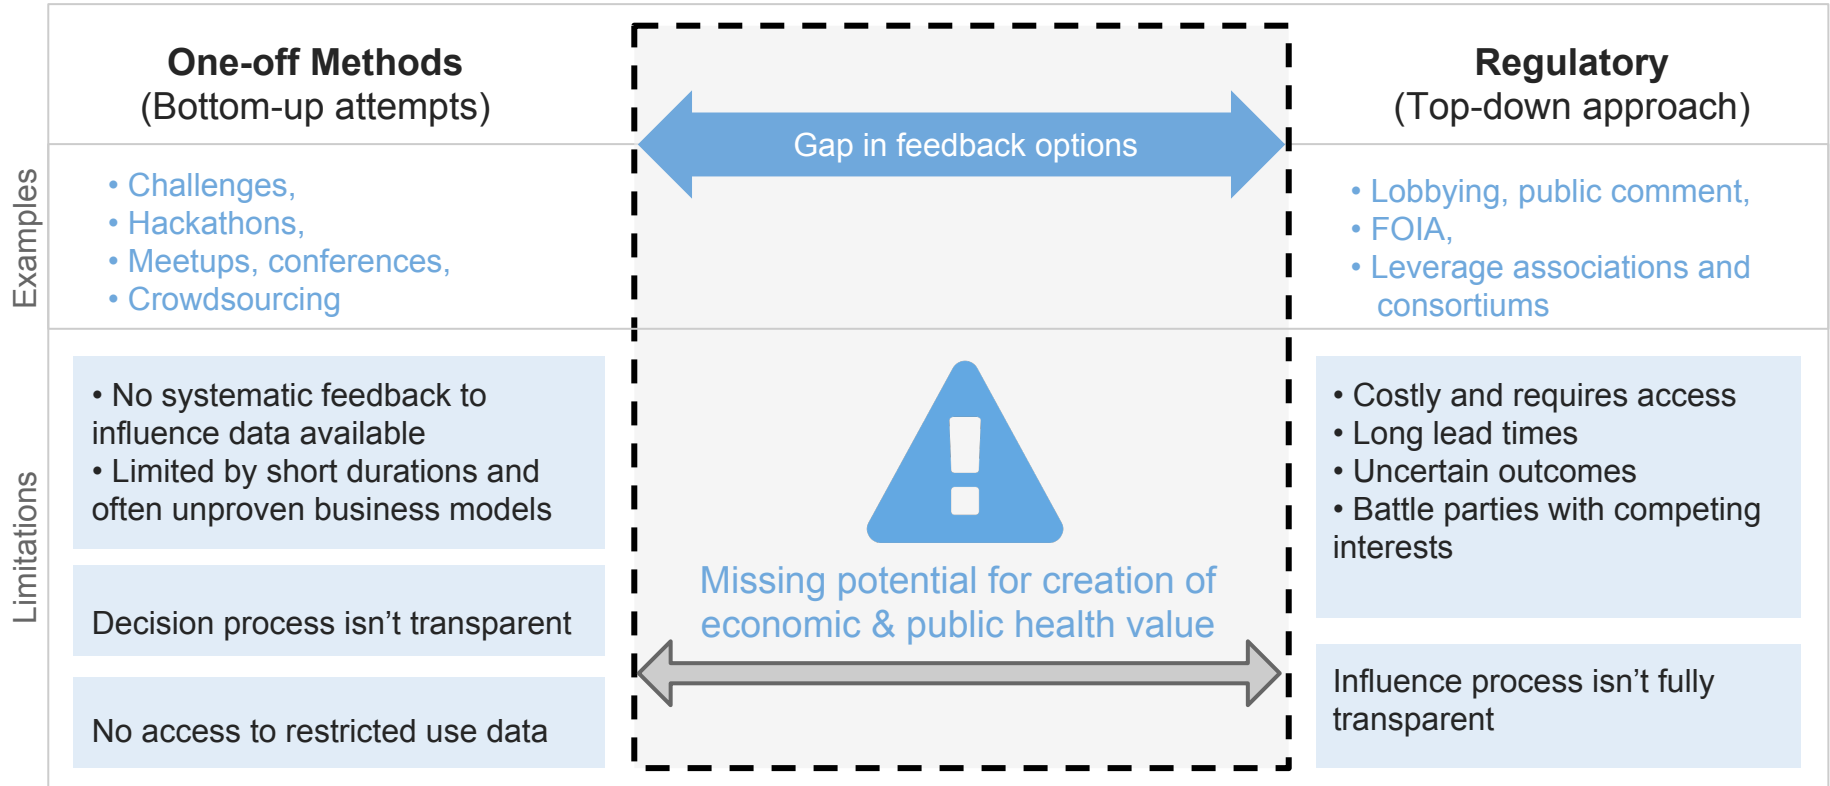 One-off Methods
(Bottom-up attempts)
Gap in feedback options
Regulatory
(Top-down approach)
Examples
• Challenges,
• Hackathons,
• Meetups, conferences,
• Crowdsourcing
• Lobbying, public comment,
• FOIA,
• Leverage associations and
consortiums
Limitations
• No systematic feedback to
influence data available
• Limited by short durations and
often unproven business models
Decision process isn't transparent
No access to restricted use data
Missing potential for creation of
economic & public health value
• Costly and requires access
• Long lead times
• Uncertain outcomes
• Battle parties with competing
interests
Influence process isn't fully
transparent